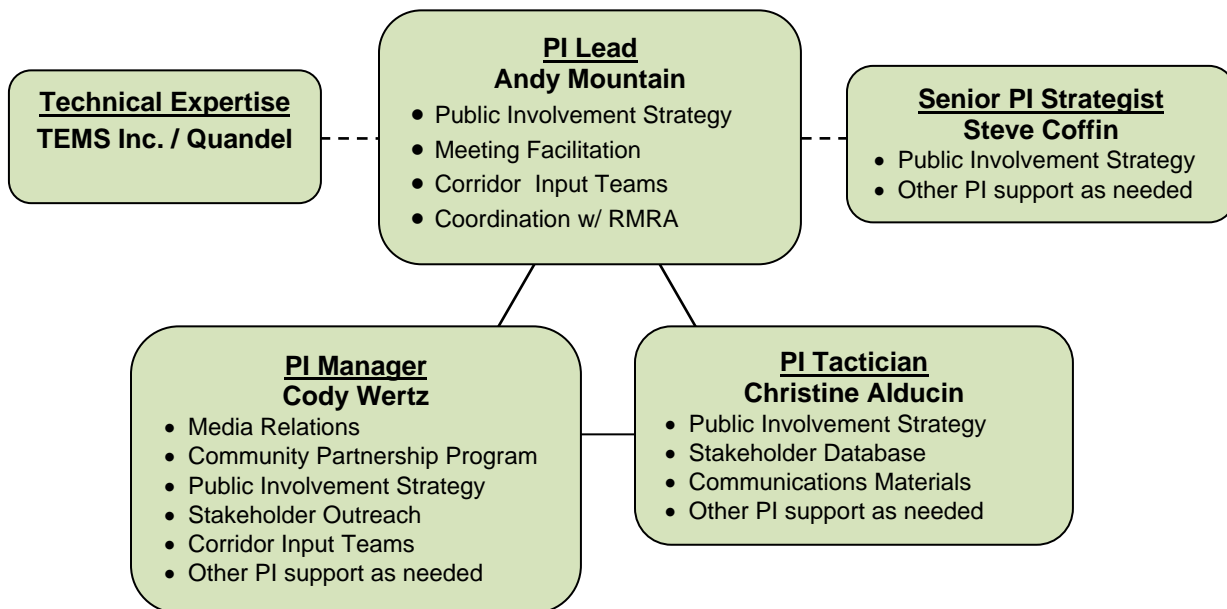 PI Lead
Andy Mountain
• Public Involvement Strategy
• Meeting Facilitation
• Corridor Input Teams
• Coordination w/ RMRA
Technical Expertise
TEMS Inc. / Quandel
Senior PI Strategist
Steve Coffin
• Public Involvement Strategy
• Other PI support as needed
PI Manager
Cody Wertz
• Media Relations
• Community Partnership Program
• Public Involvement Strategy
• Stakeholder Outreach
• Corridor Input Teams
• Other PI support as needed
PI Tactician
Christine Alducin
• Public Involvement Strategy
• Stakeholder Database
• Communications Materials
• Other PI support as needed